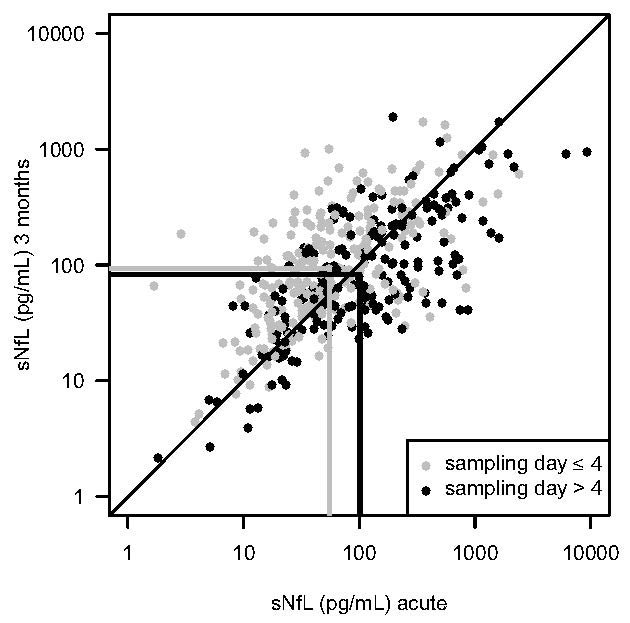 10000
1000
100
10
1
sNfL (pg/mL) 3 months
sampling day ≤ 4
sampling day > 4
1 10 100 1000 10000
sNfL (pg/mL) acute